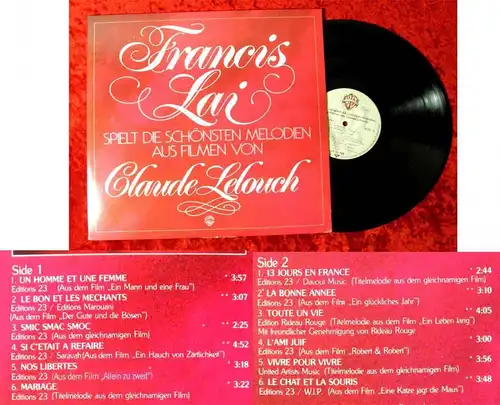 Francis
Lai
SPIELT DIE SCHÖNSTEN MELODIEN
AUS FILMEN VON
Claude Lelouch
Side 1
1. UN HOMME ET UNE FEMME ** 3:57
Editions 23 (Aus dem Film „Ein Mann und eine Frau")
2 LE BON ET LES MECHANTS ** 3:07
Editions 23 / Editions Marouani
(Aus dem Film „Der Gute und die Bösen")
3. SMIC SMAC SMOC ** 2:25
Editions 23 (Aus dem gleichnamigen Film)
4. SI C'ETAIT A REFAIRE ** 4:52
Editions 23 / Saravah (Aus dem Film „Ein Hauch von Zärtlichkeit")
5. NOS LIBERTES * 3:18
Editions 23 (Aus dem Film „Allein zu zweit")
6. MARIAGE * 3:22
Editions 23 (Titelmelodie aus dem gleichnamigen Film)
Side 2
1. 13 JOURS EN FRANCE ** 2:44
Editions 23 / Dacout Music (Titelmelodie aus dem gleichnamigen Film)
2. LA BONNE ANNEE * 3:10
Editions 23 (Aus dem Film „Ein glückliches Jahr")
3. TOUTE UN VIE * 4:05
Edition Rideau Rouge (Titelmelodie aus dem Film „Ein Leben lang")
Mit freundlicher Genehmigung von Rideau Rouge
4. L'AMI JUIF * 3:00
Editions 23 (Aus dem Film „Robert & Robert")
5. VIVRE POUR VIVRE ** 3:56
United Artists Music (Titelmelodie aus dem gleichnamigen Film)
6. LE CHAT ET LA SOURIS * 3:48
Editions 23 / W.I.P. (Aus dem Film „Eine Katze jagt die Maus")